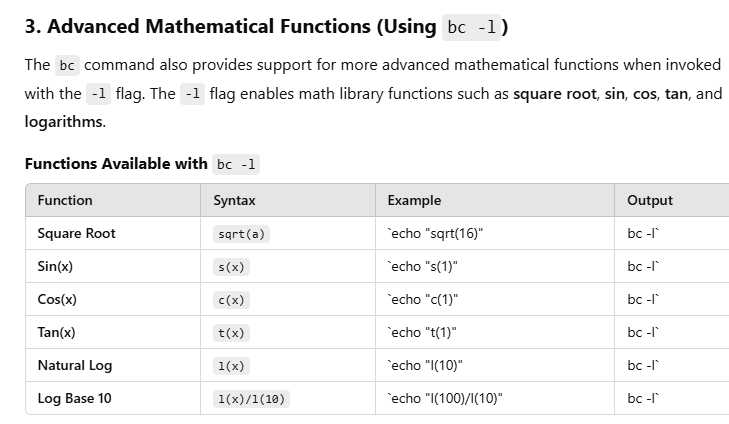 3. Advanced Mathematical Functions (Using bc -l)
The bc command also provides support for more advanced mathematical functions when invoked
with the -l flag. The -l flag enables math library functions such as square root, sin, cos, tan, and
logarithms.
Functions Available with bc -l
Function Syntax Example Output
Square Root sqrt(a) `echo "sqrt(16)" bc -l`
Sin(x) s(x) `echo "s(1)" bc -l`
Cos(x) c(x) `echo "c(1)" bc -l`
Tan(x) t(x) `echo "t(1)" bc -l`
Natural Log l(x) `echo "l(10)" bc -l`
Log Base 10 l(x)/l(10) `echo "l(100)/l(10)" bc -l`